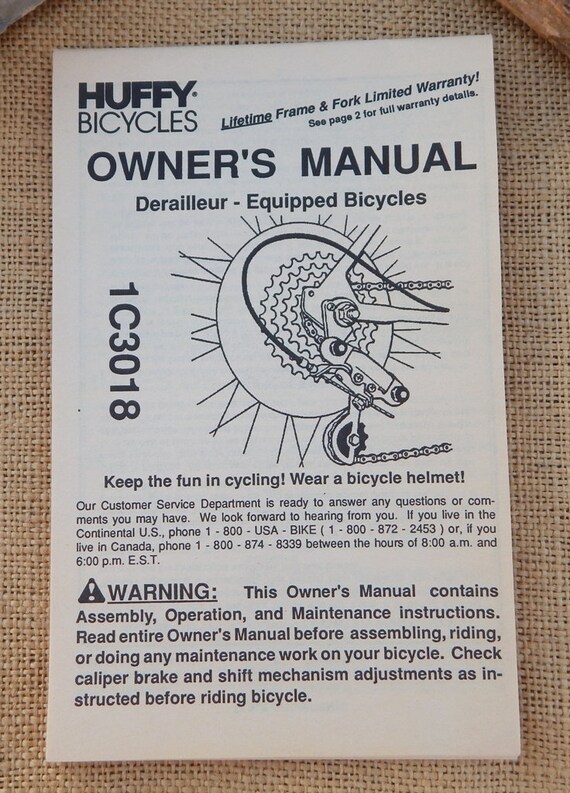 HUFFY®
BICYCLES
Lifetime Frame & Fork Limited Warranty!
See page 2 for full warranty details.
OWNER'S MANUAL
Derailleur - Equipped Bicycles
1C3018
Keep the fun in cycling! Wear a bicycle helmet!
Our Customer Service Department is ready to answer any questions or com-
ments you may have. We look forward to hearing from you. If you live in the
Continental U.S., phone 1 - 800 - USA - BIKE ( 1 - 800 - 872 - 2453 ) or, if you
live in Canada, phone 1 - 800 - 874 - 8339 between the hours of 8:00 a.m. and
6:00 p.m. E.S.T.
WARNING: This Owner's Manual contains
Assembly, Operation, and Maintenance instructions.
Read entire Owner's Manual before assembling, riding,
or doing any maintenance work on your bicycle. Check
caliper brake and shift mechanism adjustments as in-
structed before riding bicycle.